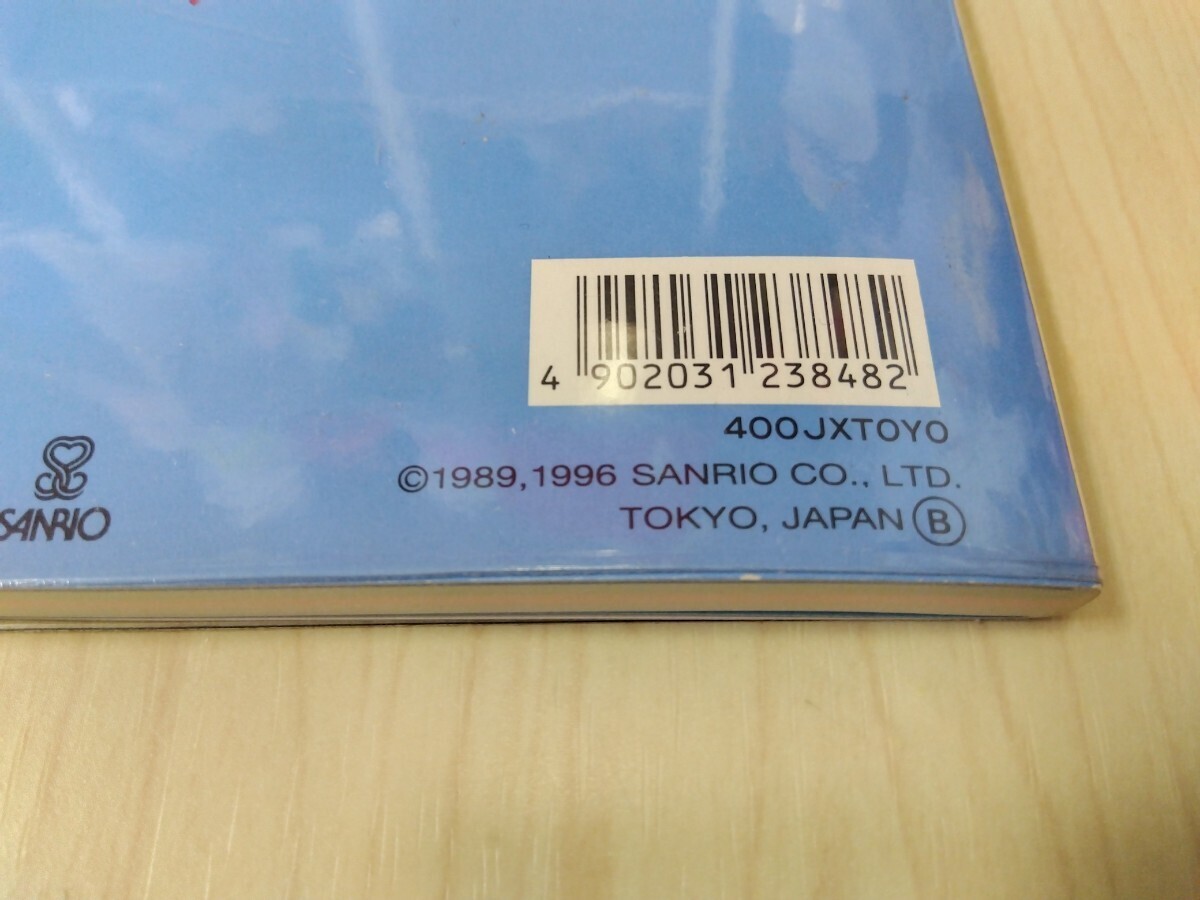 4 902031 238482
400JXTOYO
©1989,1996 SANRIO CO., LTD.
TOKYO, JAPAN Ⓑ
SANRIO